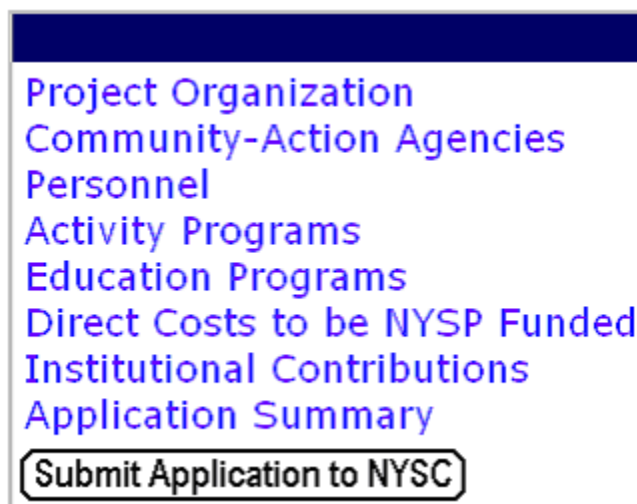 Project Organization
Community-Action Agencies
Personnel
Activity Programs
Education Programs
Direct Costs to be NYSP Funded
Institutional Contributions
Application Summary
Submit Application to NYSC